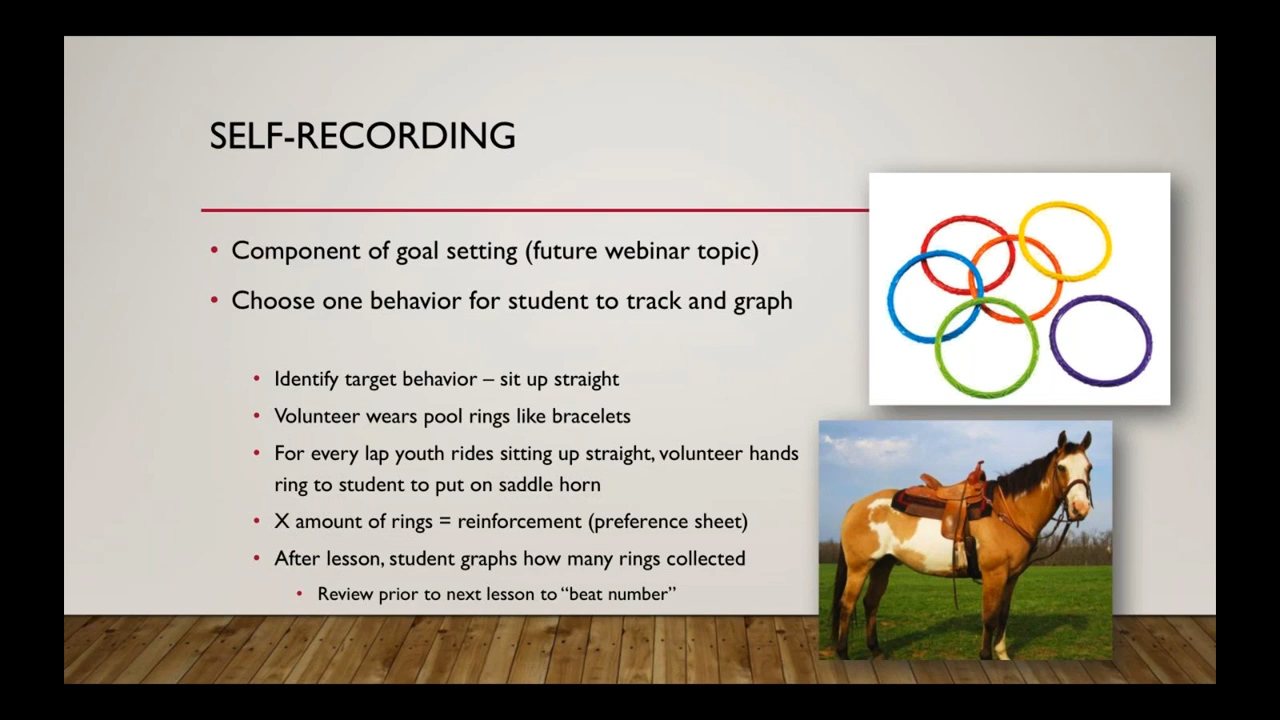 SELF-RECORDING
• Component of goal setting (future webinar topic)
• Choose one behavior for student to track and graph
• Identify target behavior – sit up straight
• Volunteer wears pool rings like bracelets
• For every lap youth rides sitting up straight, volunteer hands
ring to student to put on saddle horn
• X amount of rings = reinforcement (preference sheet)
• After lesson, student graphs how many rings collected
• Review prior to next lesson to “beat number”